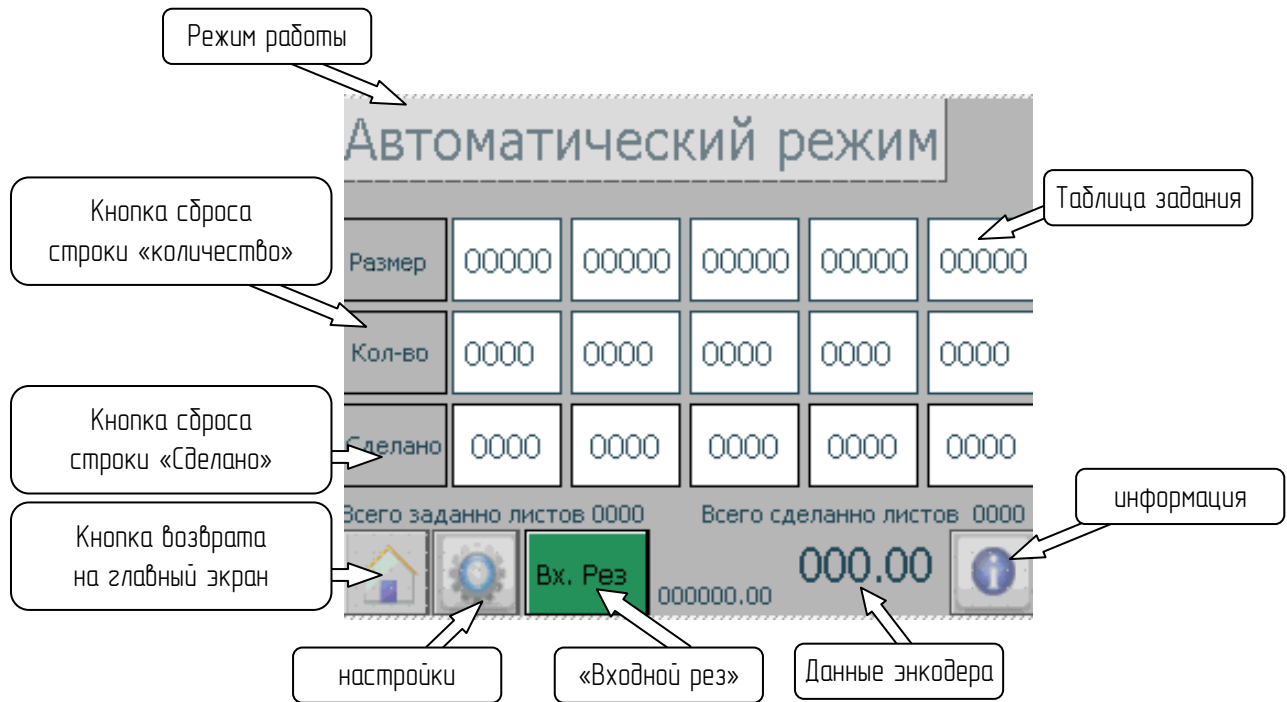 Режим работы
Автоматический режим
Кнопка сброса
строки «количество»
Таблица задания
Размер 00000 00000 00000 00000 00000
Кол-во 0000 0000 0000 0000 0000
Кнопка сброса
строки «Сделано»
Сделано 0000 0000 0000 0000 0000
информация
Всего заданно листов 0000 Всего сделанно листов 0000
Кнопка возврата
на главный экран
Вх. Рез 000000.00 000.00
настройки
«Входной рез»
Данные энкодера